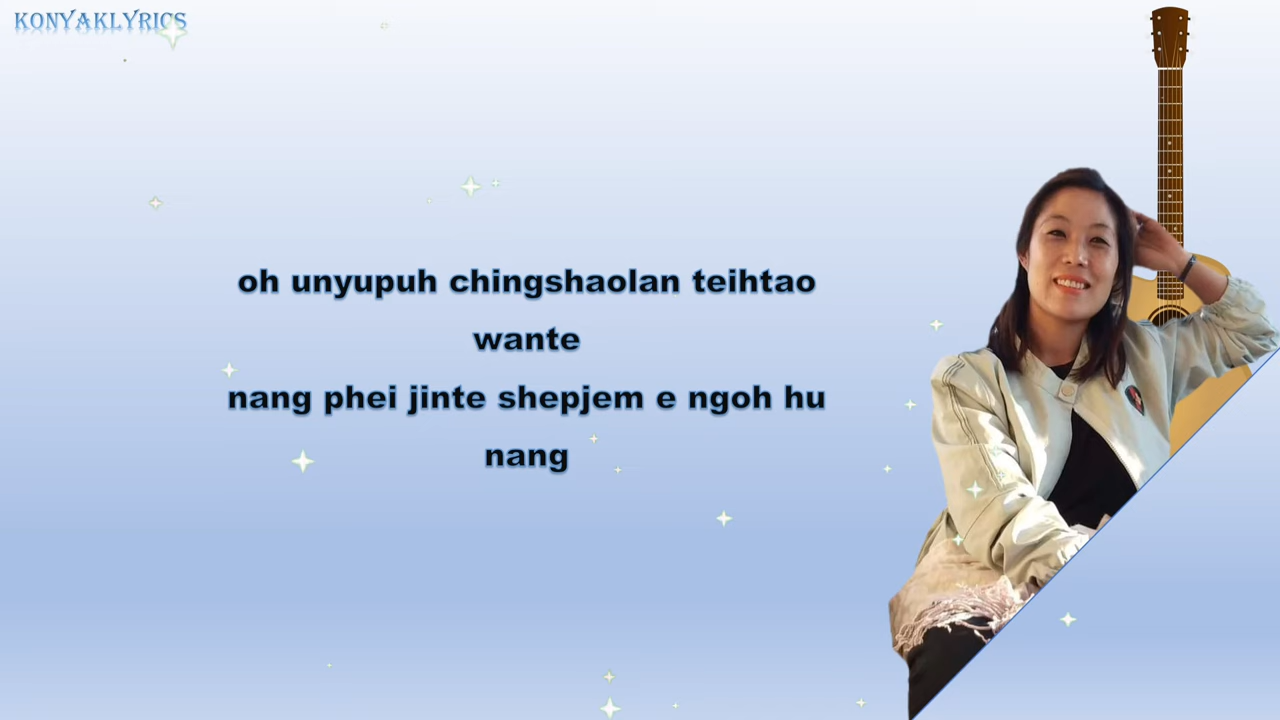 KONYAKLYRICS
oh unyupuh chingshaolan teihtao
wante
nang phei jinte shepjem e ngoh hu
nang